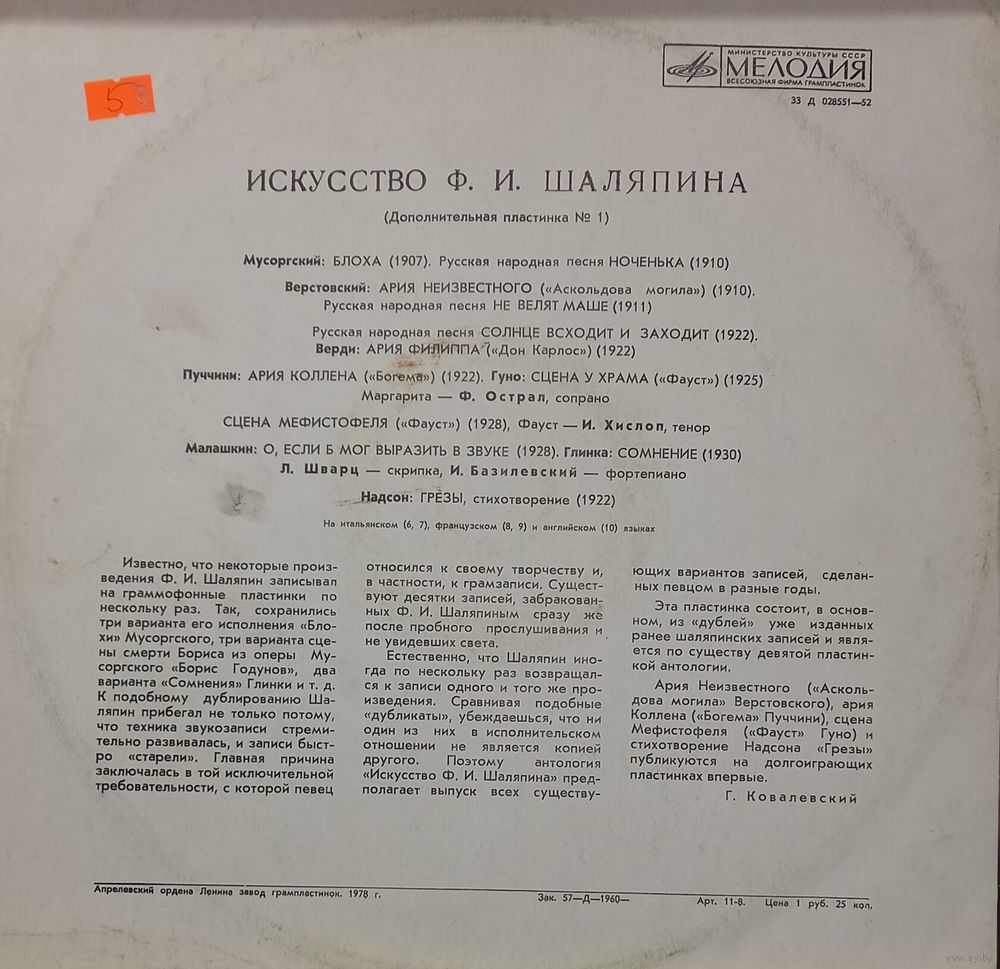 5
МИНИСТЕРСТВО КУЛЬТУРЫ СССР
МЕЛОДИЯ
ВСЕСОЮЗНАЯ ФИРМА ГРАМПЛАСТИНОК
33 Д 028551—52
ИСКУССТВО Ф. И. ШАЛЯПИНА
(Дополнительная пластинка № 1)
Мусоргский: БЛОХА (1907). Русская народная песня НОЧЕНЬКА (1910)
Верстовский: АРИЯ НЕИЗВЕСТНОГО («Аскольдова могила») (1910).
Русская народная песня НЕ ВЕЛЯТ МАШЕ (1911)
Русская народная песня СОЛНЦЕ ВСХОДИТ И ЗАХОДИТ (1922).
Верди: АРИЯ ФИЛИППА («Дон Карлос») (1922)
Пуччини: АРИЯ КОЛЛЕНА («Богема») (1922). Гуно: СЦЕНА У ХРАМА («Фауст») (1925)
Маргарита — Ф. Острал, сопрано
СЦЕНА МЕФИСТОФЕЛЯ («Фауст») (1928), Фауст — И. Хислоп, тенор
Малашкин: О, ЕСЛИ Б МОГ ВЫРАЗИТЬ В ЗВУКЕ (1928). Глинка: СОМНЕНИЕ (1930)
Л. Шварц — скрипка, И. Базилевский — фортепиано
Надсон: ГРЁЗЫ, стихотворение (1922)
На итальянском (6, 7), французском (8, 9) и английском (10) языках
Известно, что некоторые произ-
ведения Ф. И. Шаляпин записывал
на граммофонные пластинки по
нескольку раз. Так, сохранились
три варианта его исполнения «Бло-
хи» Мусоргского, три варианта сце-
ны смерти Бориса из оперы Му-
соргского «Борис Годунов», два
варианта «Сомнения» Глинки и т. д.
К подобному дублированию Ша-
ляпин прибегал не только потому,
что техника звукозаписи стреми-
тельно развивалась, и записи быст-
ро «старели». Главная причина
заключалась в той исключительной
требовательности, с которой певец
относился к своему творчеству и,
в частности, к грамзаписи. Сущест-
вуют десятки записей, забракован-
ных Ф. И. Шаляпиным сразу же
после пробного прослушивания и
не увидевших света.
Естественно, что Шаляпин ино-
гда по нескольку раз возвращал-
ся к записи одного и того же про-
изведения. Сравнивая подобные
«дубликаты», убеждаешься, что ни
один из них в исполнительском
отношении не является копией
другого. Поэтому антология
«Искусство Ф. И. Шаляпина» пред-
полагает выпуск всех существу-
ющих вариантов записей, сделан-
ных певцом в разные годы.
Эта пластинка состоит, в основ-
ном, из «дублей» уже изданных
ранее шаляпинских записей и явля-
ется по существу девятой пластин-
кой антологии.
Ария Неизвестного («Асколь-
дова могила» Верстовского), ария
Коллена («Богема» Пуччини), сцена
Мефистофеля («Фауст» Гуно) и
стихотворение Надсона «Грезы»
публикуются на долгоиграющих
пластинках впервые.
Г. Ковалевский
Апрелевский ордена Ленина завод грампластинок. 1978 г.
Зак. 57—Д—1960—
Арт. 11-8. Цена 1 руб. 25 коп.
www.ay.by